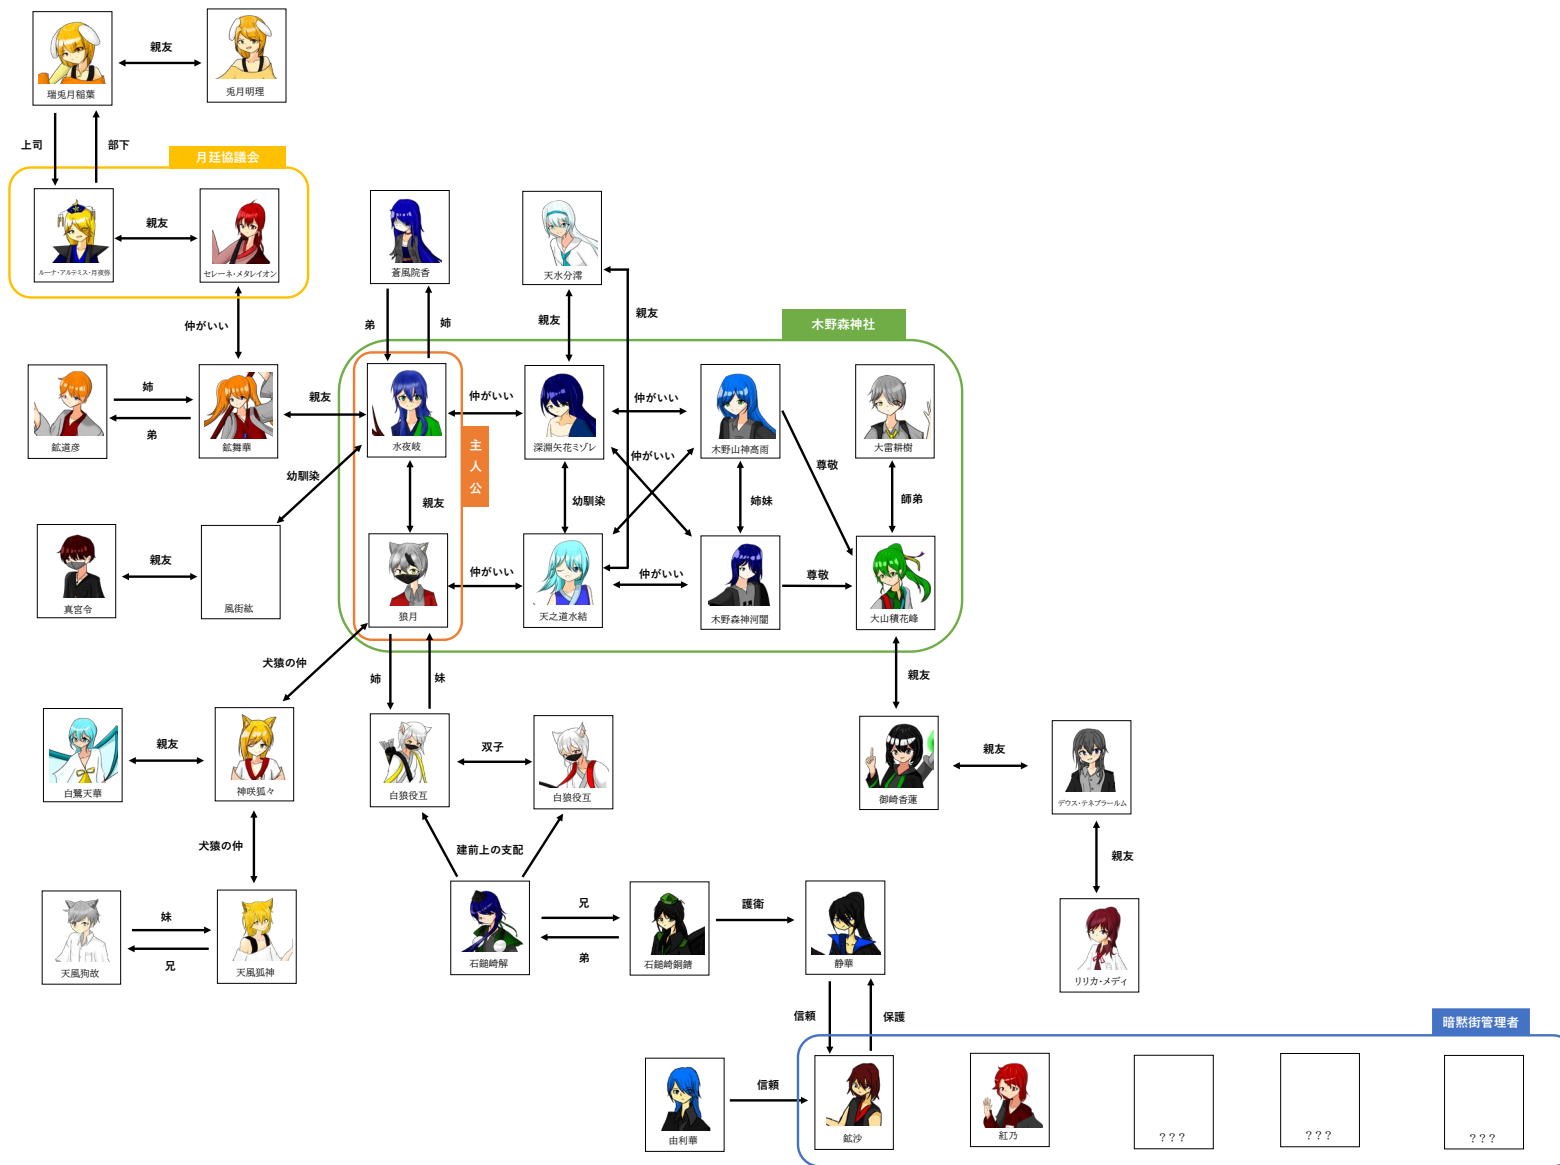 親友
瑞兎月稲葉
兎月明理
上司
部下
月廷協議会
親友
ルーナ・アルテミス・月夜弥
セレーネ・メタレイオン
蒼風院香
天水分澪
仲がいい
弟
姉
親友
親友
木野森神社
姉
弟
鉱道彦
鉱舞華
親友
水夜岐
仲がいい
深淵矢花ミゾレ
仲がいい
木野山神高雨
大雷耕樹
主人公
幼馴染
親友
幼馴染
仲がいい
姉妹
尊敬
師弟
親友
真宮令
風街紘
狼月
仲がいい
天之道水結
仲がいい
木野森神河闇
尊敬
大山積花峰
犬猿の仲
姉
妹
親友
親友
白鷺天華
神咲狐々
白狼役互
双子
白狼役互
御崎香蓮
親友
デウス・テネブラールム
犬猿の仲
建前上の支配
親友
妹
兄
天風狗故
天風狐神
石鎚崎解
兄
弟
石鎚崎銅錆
護衛
静華
リリカ・メディ
信頼
保護
暗黙街管理者
由利華
信頼
鉱沙
紅乃
？？？
？？？
？？？